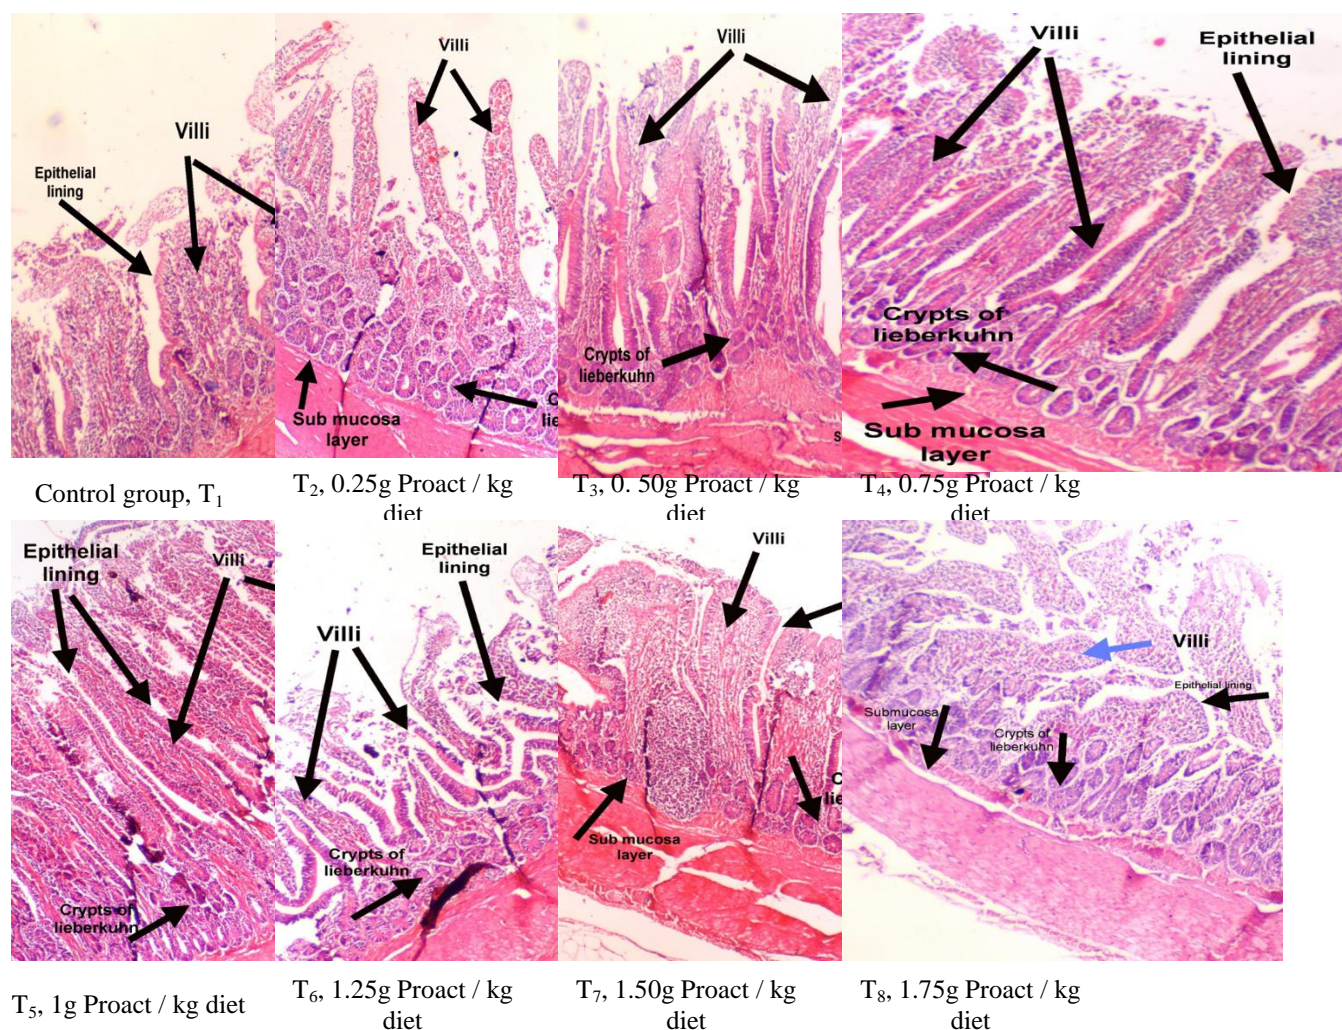 Villi
Epithelial
lining
Villi
Sub mucosa
layer
Villi
Crypts of
lieberkuhn
Villi
Epithelial
lining
Crypts of
lieberkuhn
Sub mucosa
layer
Control group, T1
T2, 0.25g Proact / kg
diet
T3, 0. 50g Proact / kg
diet
T4, 0.75g Proact / kg
diet
Epithelial
lining
Villi
Crypts of
lieberkuhn
Epithelial
lining
Villi
Crypts of
lieberkuhn
Villi
Sub mucosa
layer
Villi
Epithelial lining
Submucosa
layer
Crypts of
lieberkuhn
T5, 1g Proact / kg diet
T6, 1.25g Proact / kg
diet
T7, 1.50g Proact / kg
diet
T8, 1.75g Proact / kg
diet